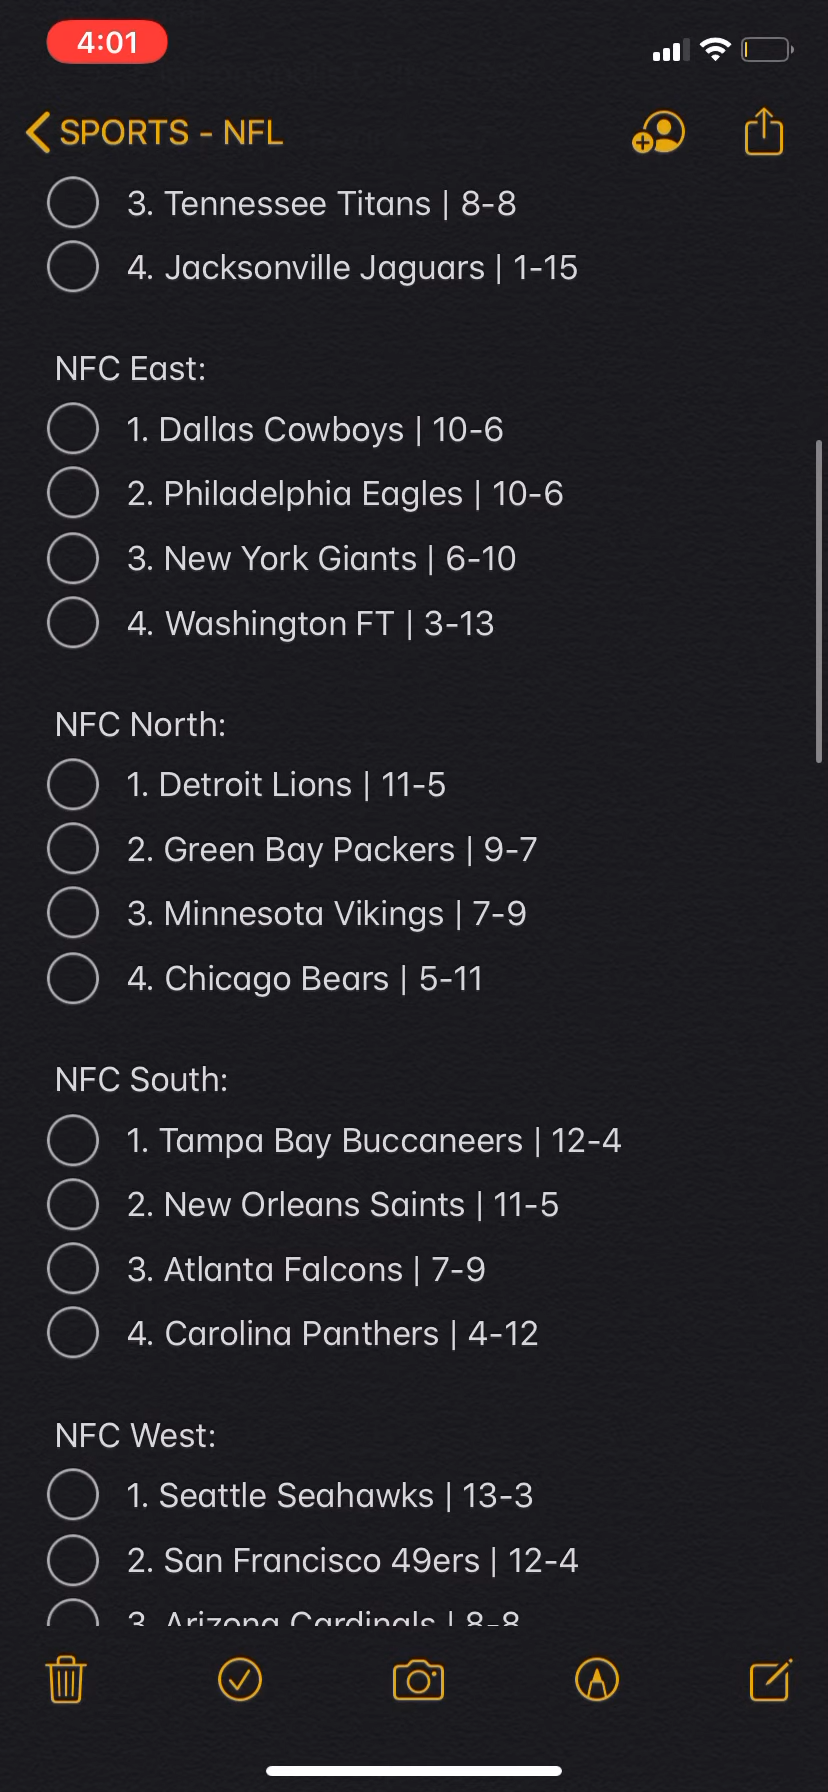 4:01
SPORTS - NFL
3. Tennessee Titans | 8-8
4. Jacksonville Jaguars | 1-15
NFC East:
1. Dallas Cowboys | 10-6
2. Philadelphia Eagles | 10-6
3. New York Giants | 6-10
4. Washington FT | 3-13
NFC North:
1. Detroit Lions | 11-5
2. Green Bay Packers | 9-7
3. Minnesota Vikings | 7-9
4. Chicago Bears | 5-11
NFC South:
1. Tampa Bay Buccaneers | 12-4
2. New Orleans Saints | 11-5
3. Atlanta Falcons | 7-9
4. Carolina Panthers | 4-12
NFC West:
1. Seattle Seahawks | 13-3
2. San Francisco 49ers | 12-4
3. Arizona Cardinals | 8-8